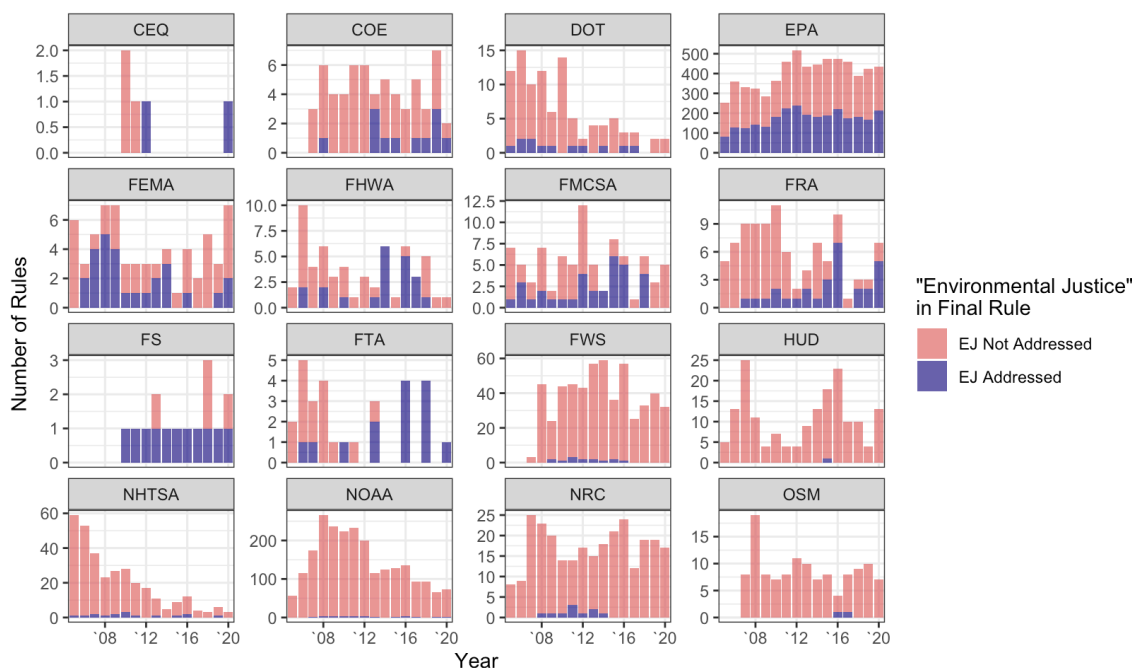 CEQ COE DOT EPA
2.0 1.5 1.0 0.5 0.0
6 4 2 0
15 10 5 0
500 400 300 200 100 0
FEMA FHWA FMCSA FRA
6 4 2 0
10.0 7.5 5.0 2.5 0.0
12.5 10.0 7.5 5.0 2.5 0.0
9 6 3 0
FS FTA FWS HUD
3 2 1 0
5 4 3 2 1 0
60 40 20 0
25 20 15 10 5 0
NHTSA NOAA NRC OSM
60 40 20 0
200 100 0
25 20 15 10 5 0
15 10 5 0
`08 `12 `16 `20 `08 `12 `16 `20 `08 `12 `16 `20 `08 `12 `16 `20
Year
Number of Rules
"Environmental Justice"
in Final Rule
EJ Not Addressed
EJ Addressed